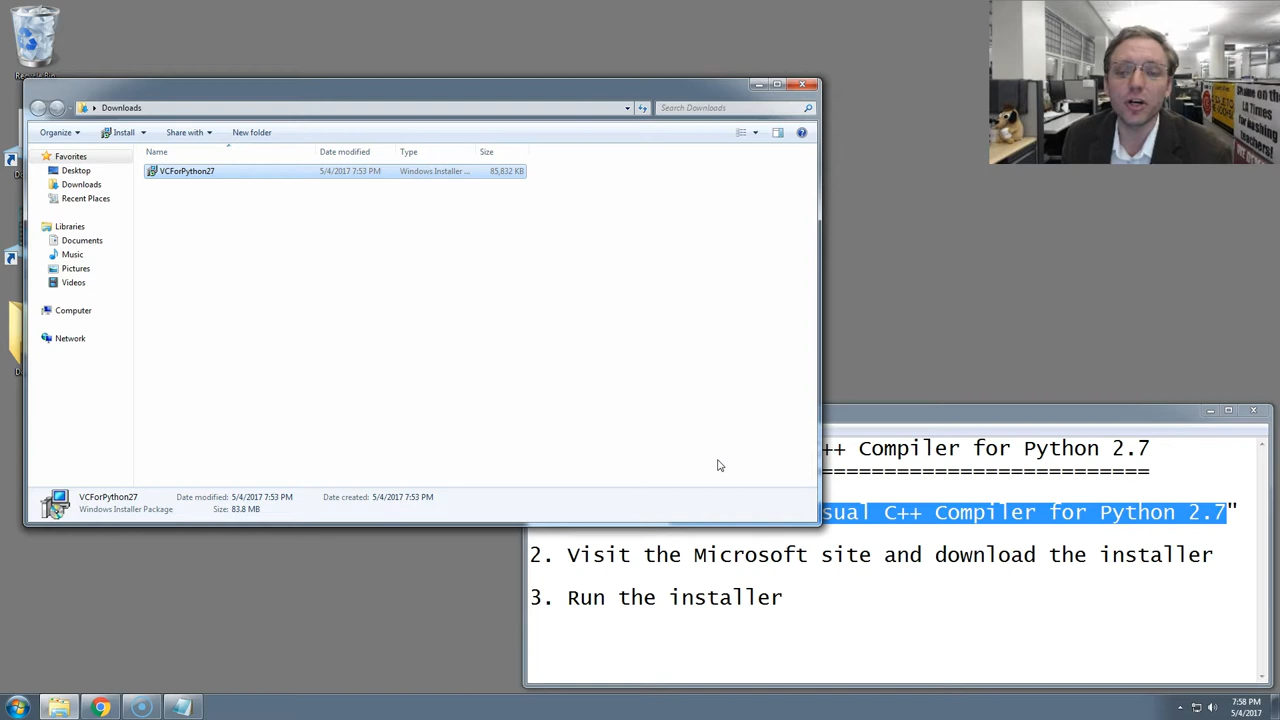 Recycle Bin
Downloads
Search Downloads
Organize
Install
Share with
New folder
Name
Date modified
Type
Size
Favorites
VCForPython27
5/4/2017 7:53 PM
Windows Installer ...
85,832 KB
Desktop
Downloads
Recent Places
Libraries
Documents
Music
Pictures
Videos
Computer
Network
VCForPython27
Date modified: 5/4/2017 7:53 PM
Date created: 5/4/2017 7:53 PM
Windows Installer Package
Size: 83.8 MB
++ Compiler for Python 2.7
==========================
sual C++ Compiler for Python 2.7"
2. Visit the Microsoft site and download the installer
3. Run the installer
7:58 PM
5/4/2017